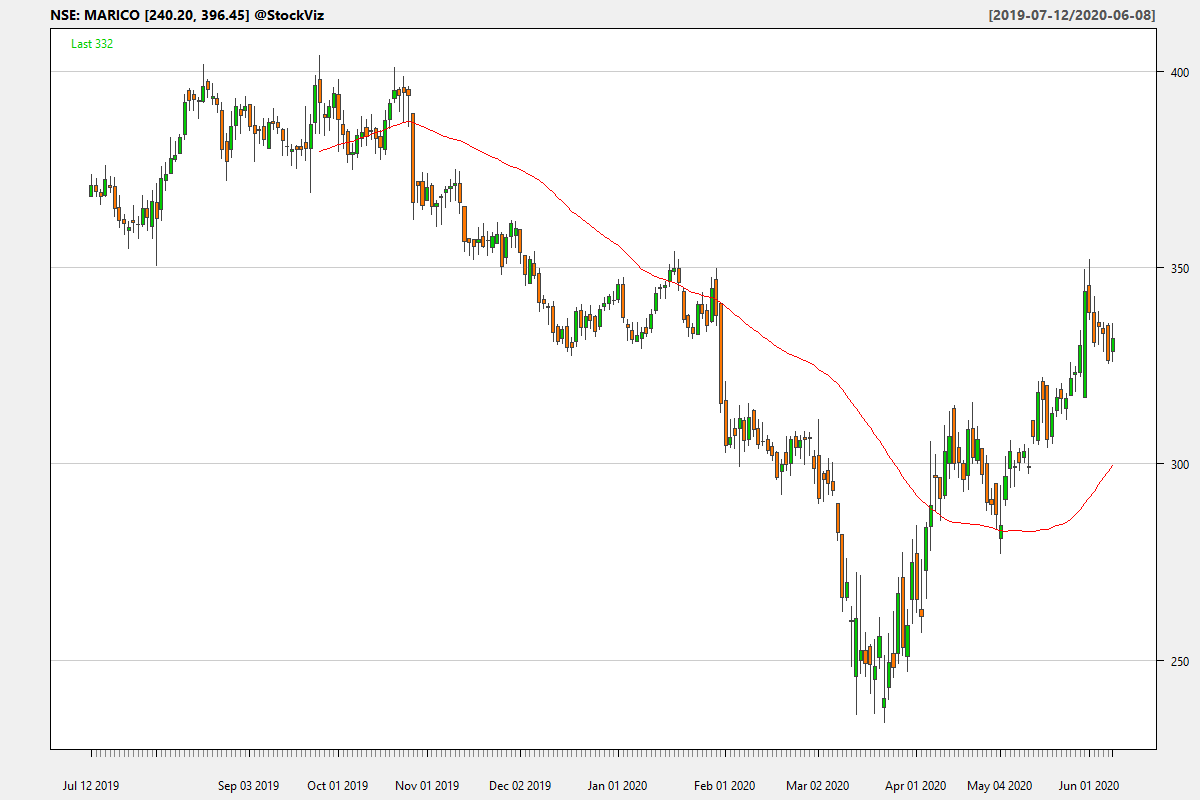 NSE: MARICO [240.20, 396.45] @StockViz
[2019-07-12/2020-06-08]
Last 332
400
350
300
250
Jul 12 2019
Sep 03 2019
Oct 01 2019
Nov 01 2019
Dec 02 2019
Jan 01 2020
Feb 01 2020
Mar 02 2020
Apr 01 2020
May 04 2020
Jun 01 2020